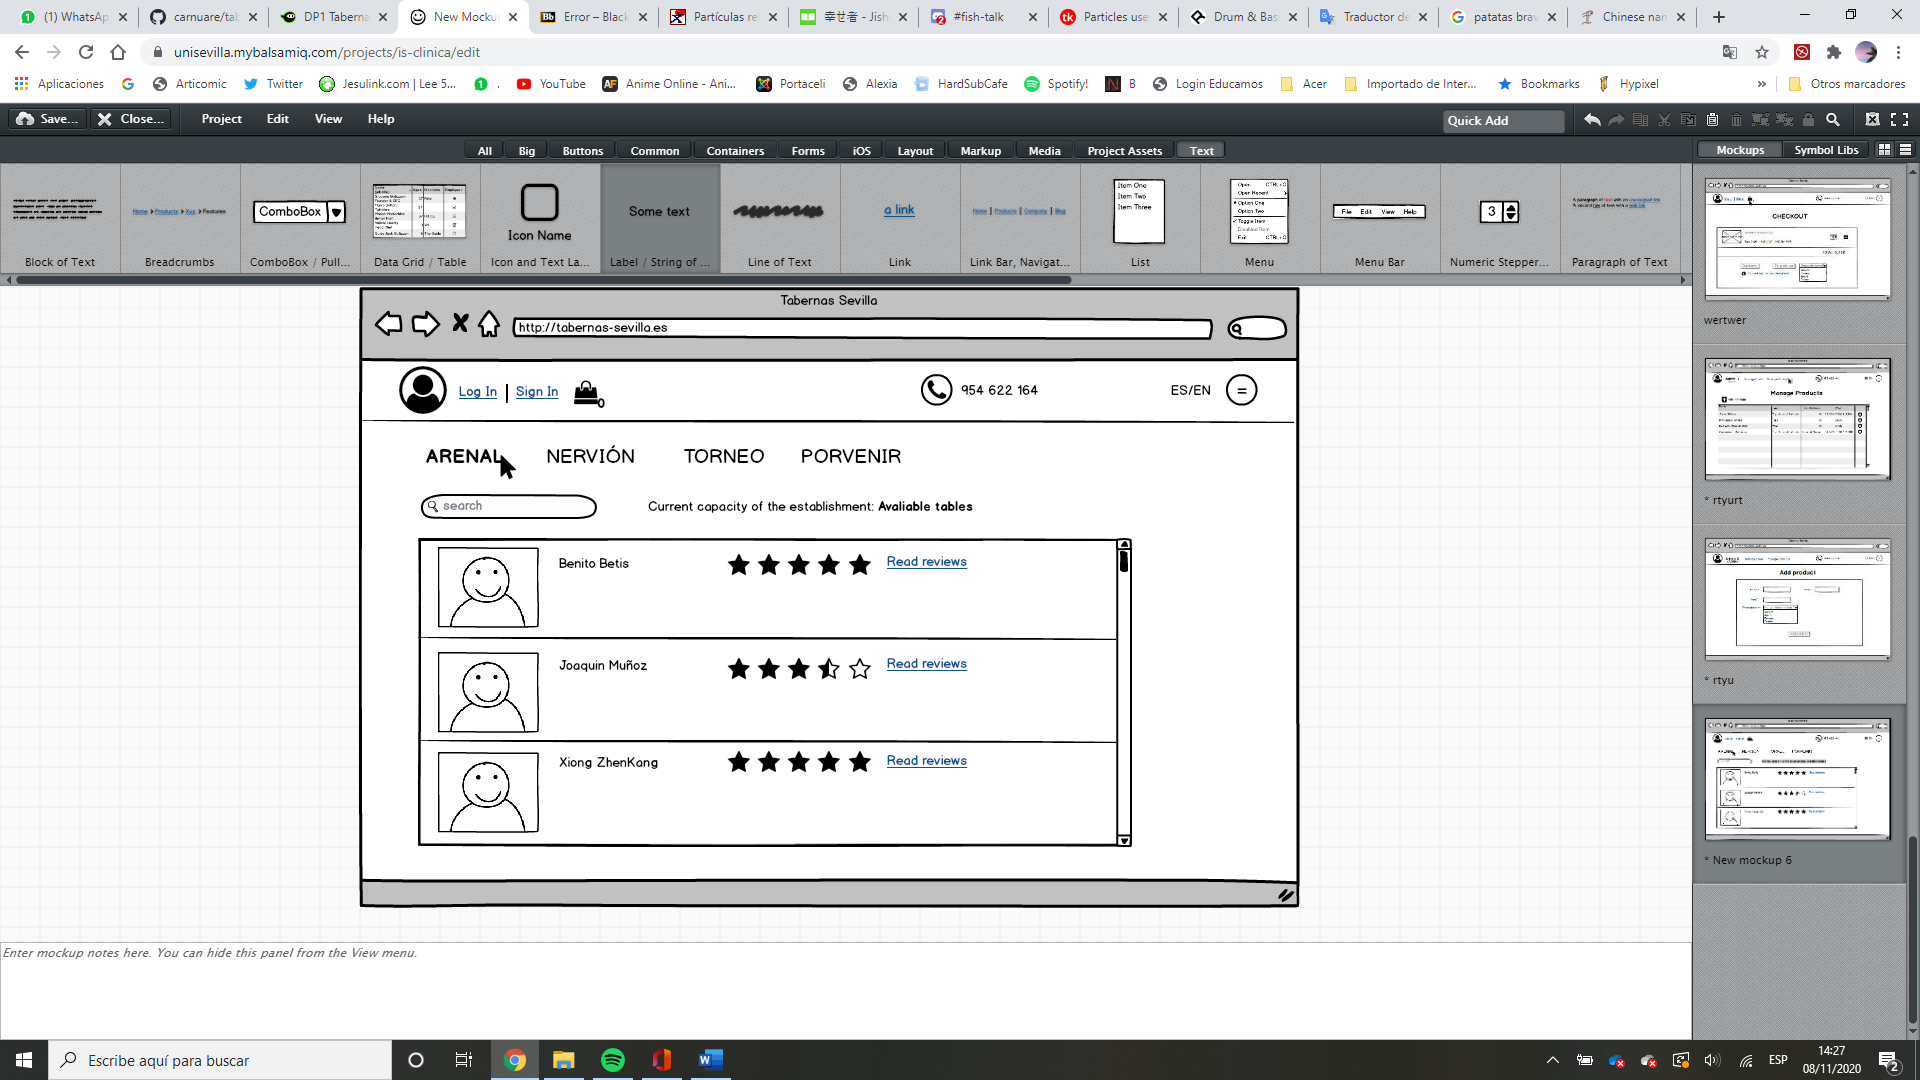 (1) WhatsAp
carnuare/tab
DP1 Taberna
New Mockup
Error – Black
Partículas rel
幸せ者 - Jish
#fish-talk
Particles use
Drum & Bas
Traductor de
patatas brav
Chinese nam
unisevilla.mybalsamiq.com/projects/is-clinica/edit
Aplicaciones
Articomic
Twitter
Jesulink.com | Lee 5...
.
YouTube
Anime Online - Ani...
Portaceli
Alexia
HardSubCafe
Spotify!
B
Login Educamos
Acer
Importado de Inter...
Bookmarks
Hypixel
»
Otros marcadores
Save...
Close...
Project
Edit
View
Help
Quick Add
All
Big
Buttons
Common
Containers
Forms
iOS
Layout
Markup
Media
Project Assets
Text
Mockups
Symbol Libs
ComboBox
Icon Name
Some text
a link
Item One
Item Two
Item Three
File Edit View Help
3
Block of Text
Breadcrumbs
ComboBox / Pull...
Data Grid / Table
Icon and Text La...
Label / String of ...
Line of Text
Link
Link Bar, Navigat...
List
Menu
Menu Bar
Numeric Stepper...
Paragraph of Text
Tabernas Sevilla
http://tabernas-sevilla.es
Log In | Sign In
0
954 622 164
ES/EN
=
ARENAL
NERVIÓN
TORNEO
PORVENIR
search
Current capacity of the establishment: Avaliable tables
Benito Betis
Read reviews
Joaquin Muñoz
Read reviews
Xiong ZhenKang
Read reviews
CHECKOUT
wertwer
Manage Products
* rtyurt
Add product
* rtyu
* New mockup 6
Enter mockup notes here. You can hide this panel from the View menu.
Escribe aquí para buscar
ESP
14:27
08/11/2020
2